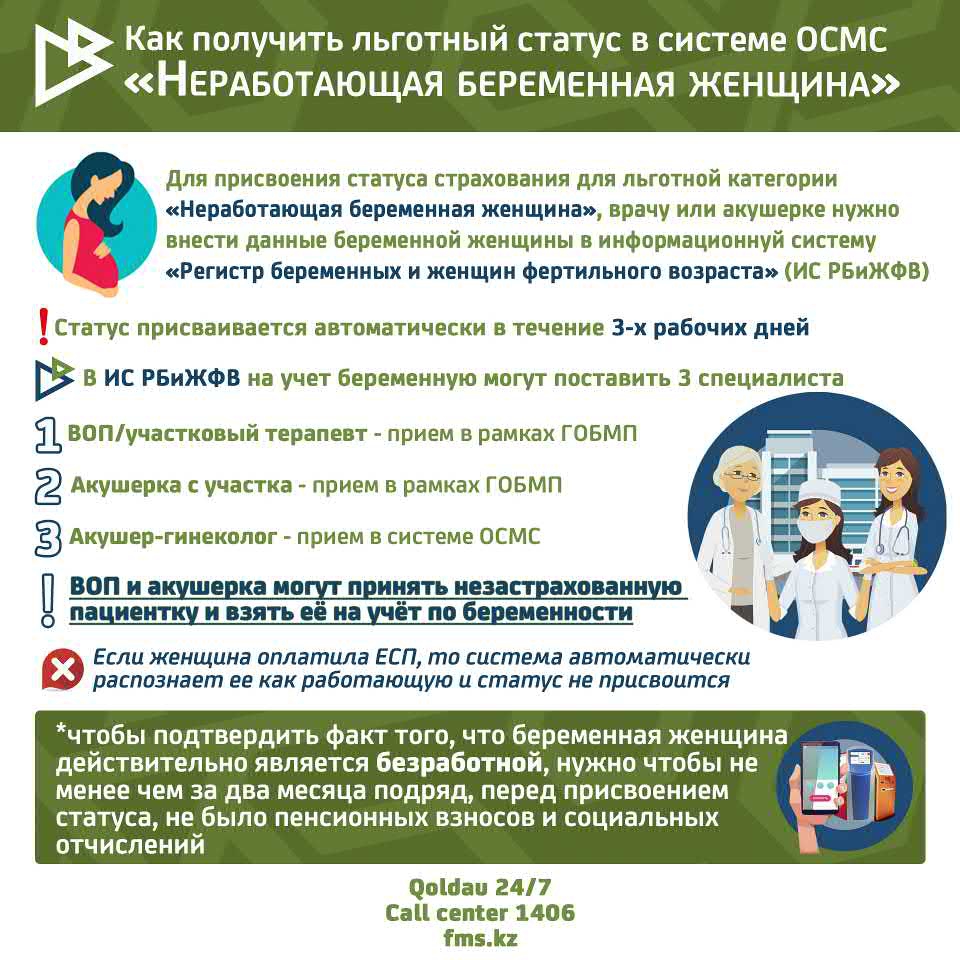 Как получить льготный статус в системе ОСМС
«Неработающая беременная женщина»
Для присвоения статуса страхования для льготной категории
«Неработающая беременная женщина», врачу или акушерке нужно
внести данные беременной женщины в информационнуй систему
«Регистр беременных и женщин фертильного возраста» (ИС РБиЖФВ)
! Статус присваивается автоматически в течение 3-х рабочих дней
В ИС РБиЖФВ на учет беременную могут поставить 3 специалиста
1 ВОП/участковый терапевт - прием в рамках ГОБМП
2 Акушерка с участка - прием в рамках ГОБМП
3 Акушер-гинеколог - прием в системе ОСМС
! ВОП и акушерка могут принять незастрахованную
пациентку и взять её на учёт по беременности
Если женщина оплатила ЕСП, то система автоматически
распознает ее как работающую и статус не присвоится
*чтобы подтвердить факт того, что беременная женщина
действительно является безработной, нужно чтобы не
менее чем за два месяца подряд, перед присвоением
статуса, не было пенсионных взносов и социальных
отчислений
Qoldau 24/7
Call center 1406
fms.kz